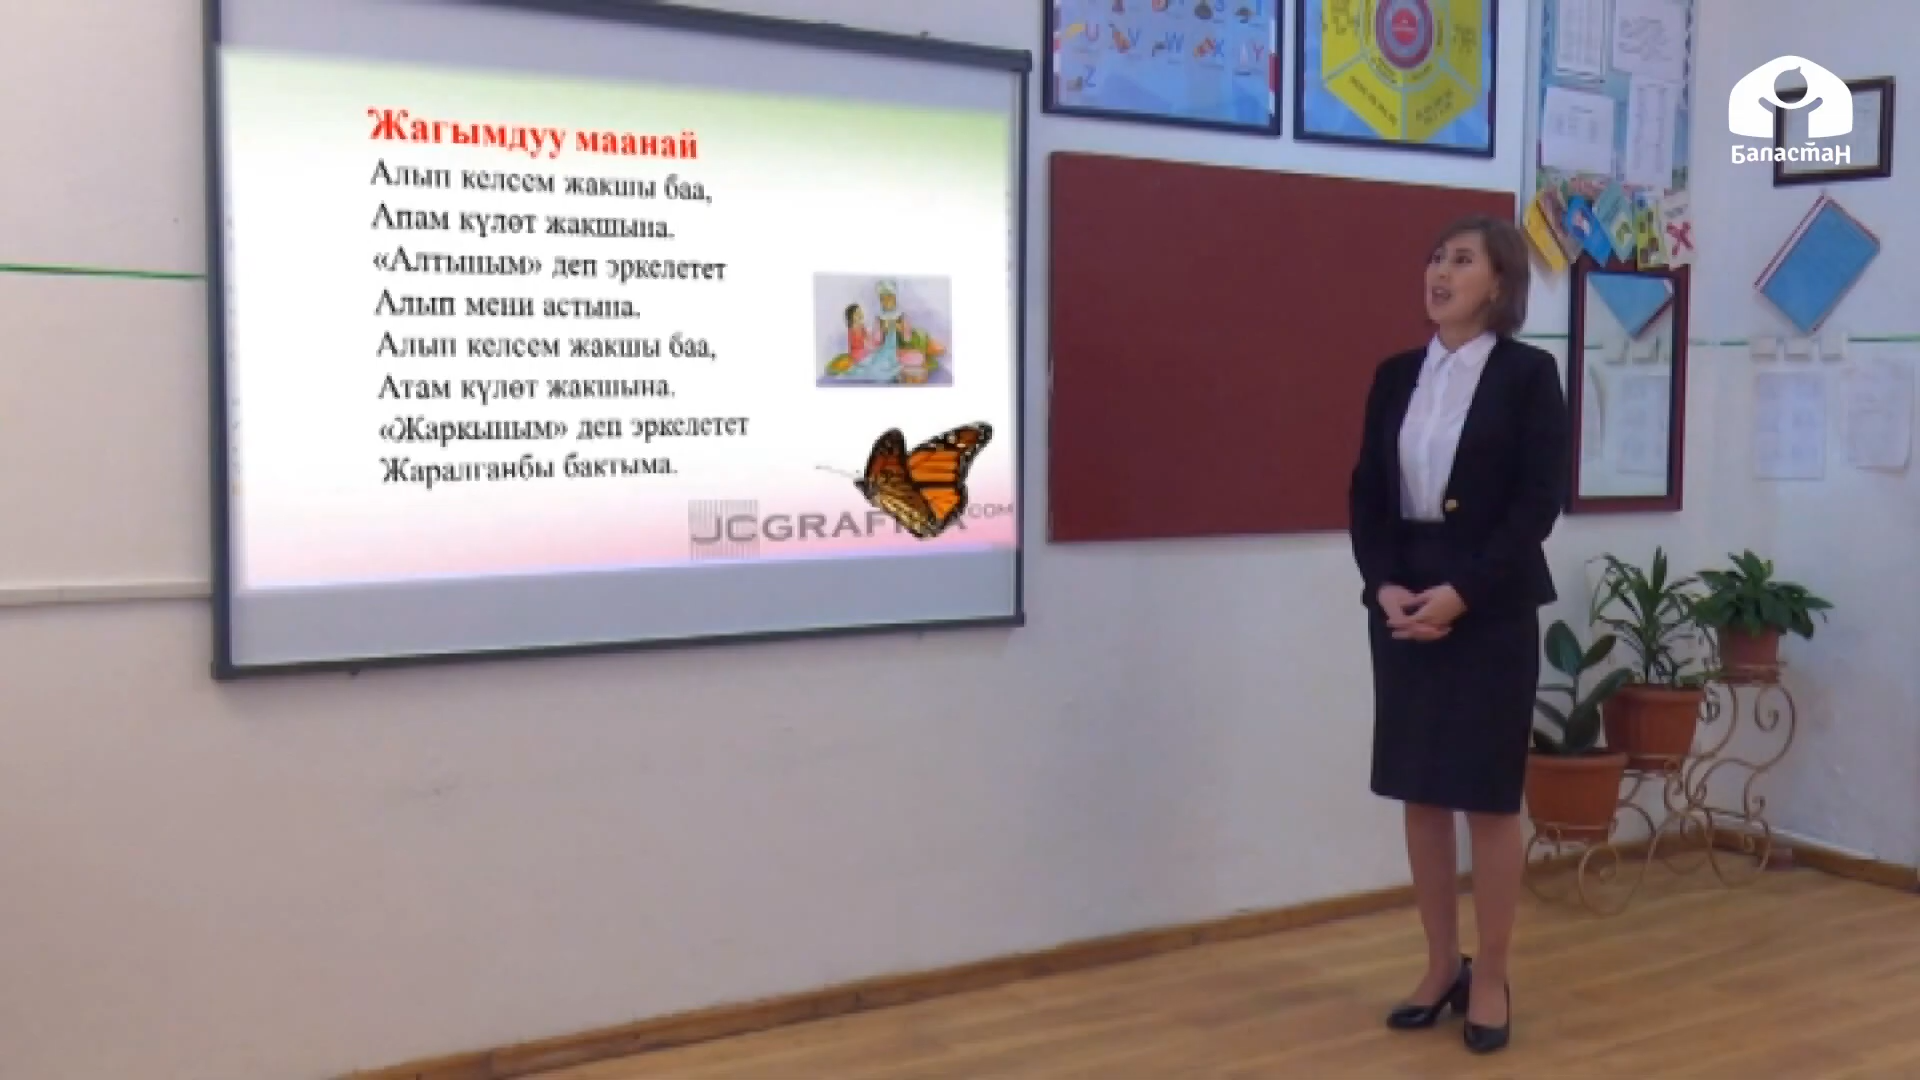 Жагымдуу маанай
Алып келсем жакшы баа,
Апам күлөт жакшына.
«Алтыным» деп эркелетет
Алып мени астына.
Алып келсем жакшы баа,
Атам күлөт жакшына.
«Жаркыным» деп эркелетет
Жаралганбы бактыма.
U V W X Y
Z
Баластан